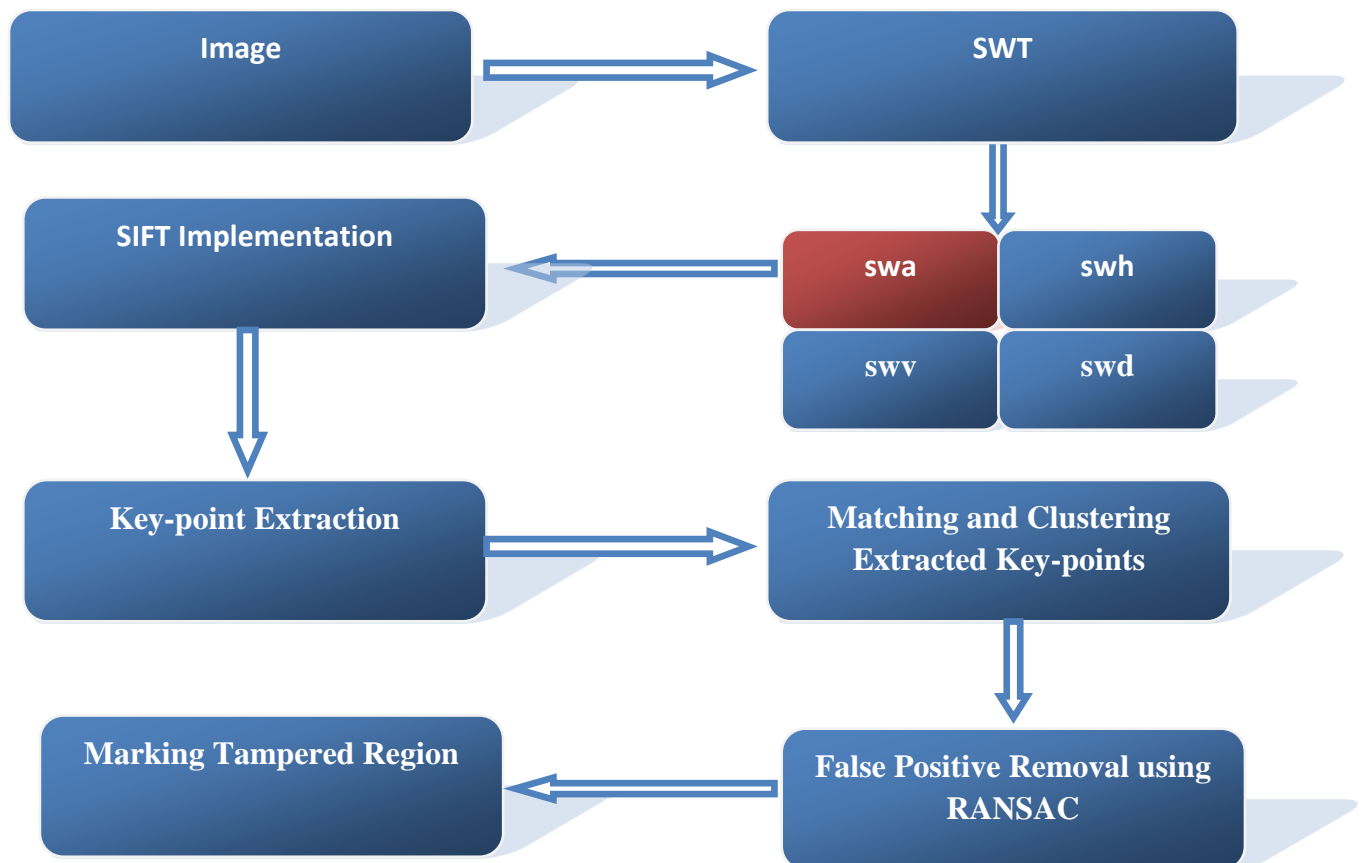 Image
SWT
SIFT Implementation
swa
swh
swv
swd
Key-point Extraction
Matching and Clustering
Extracted Key-points
Marking Tampered Region
False Positive Removal using
RANSAC